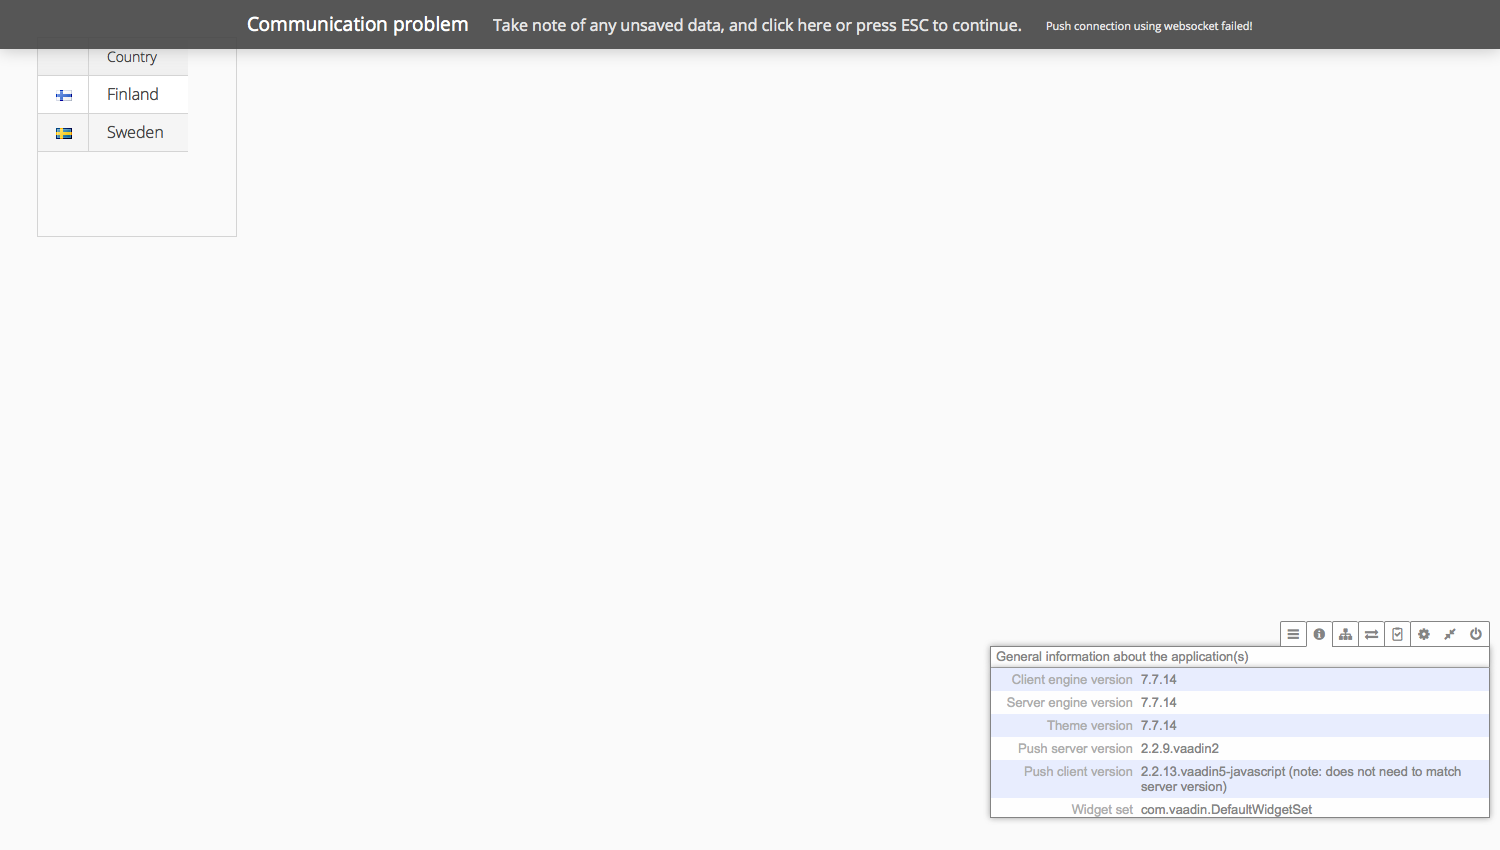 Communication problem Take note of any unsaved data, and click here or press ESC to continue. Push connection using websocket failed!
Country
Finland
Sweden
General information about the application(s)
Client engine version 7.7.14
Server engine version 7.7.14
Theme version 7.7.14
Push server version 2.2.9.vaadin2
Push client version 2.2.13.vaadin5-javascript (note: does not need to match
server version)
Widget set com.vaadin.DefaultWidgetSet